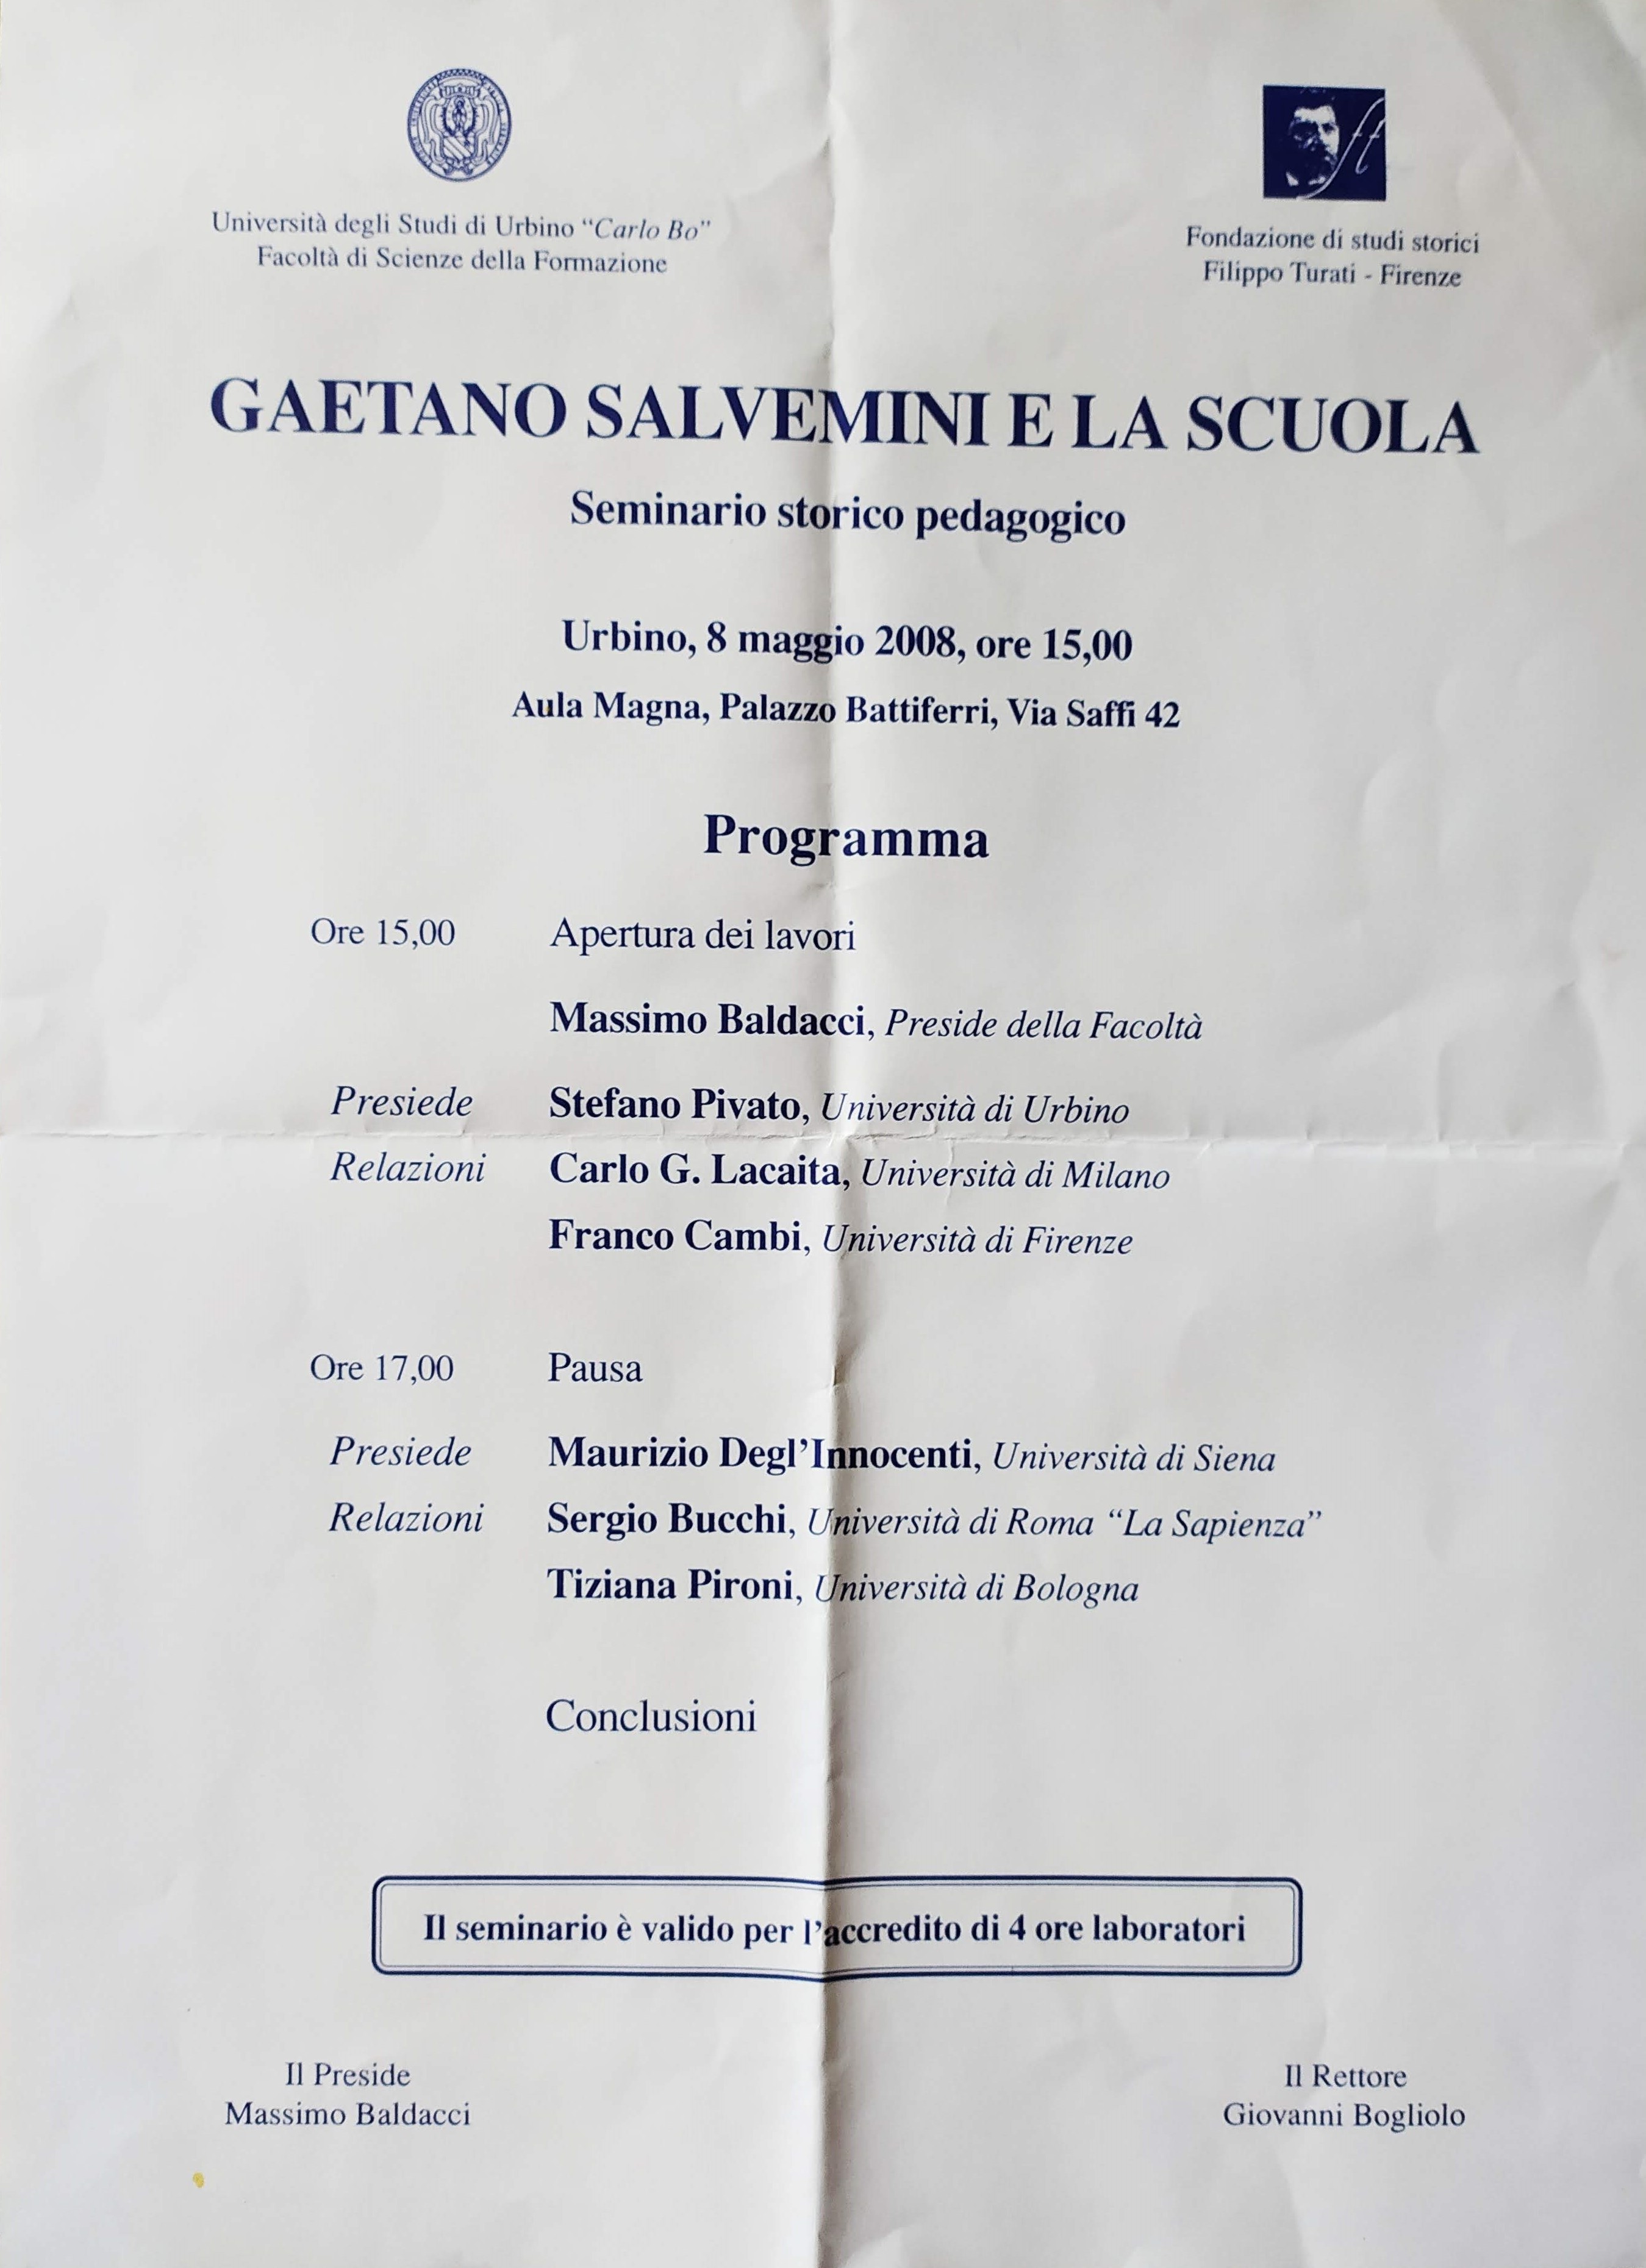 Università degli Studi di Urbino “Carlo Bo”
Facoltà di Scienze della Formazione
ft
Fondazione di studi storici
Filippo Turati - Firenze
GAETANO SALVEMINI E LA SCUOLA
Seminario storico pedagogico
Urbino, 8 maggio 2008, ore 15,00
Aula Magna, Palazzo Battiferri, Via Saffi 42
Programma
Ore 15,00 Apertura dei lavori
Massimo Baldacci, Preside della Facoltà
Presiede Stefano Pivato, Università di Urbino
Relazioni Carlo G. Lacaita, Università di Milano
Franco Cambi, Università di Firenze
Ore 17,00 Pausa
Presiede Maurizio Degl’Innocenti, Università di Siena
Relazioni Sergio Bucchi, Università di Roma “La Sapienza”
Tiziana Pironi, Università di Bologna
Conclusioni
Il seminario è valido per l’accredito di 4 ore laboratori
Il Preside
Massimo Baldacci
Il Rettore
Giovanni Bogliolo